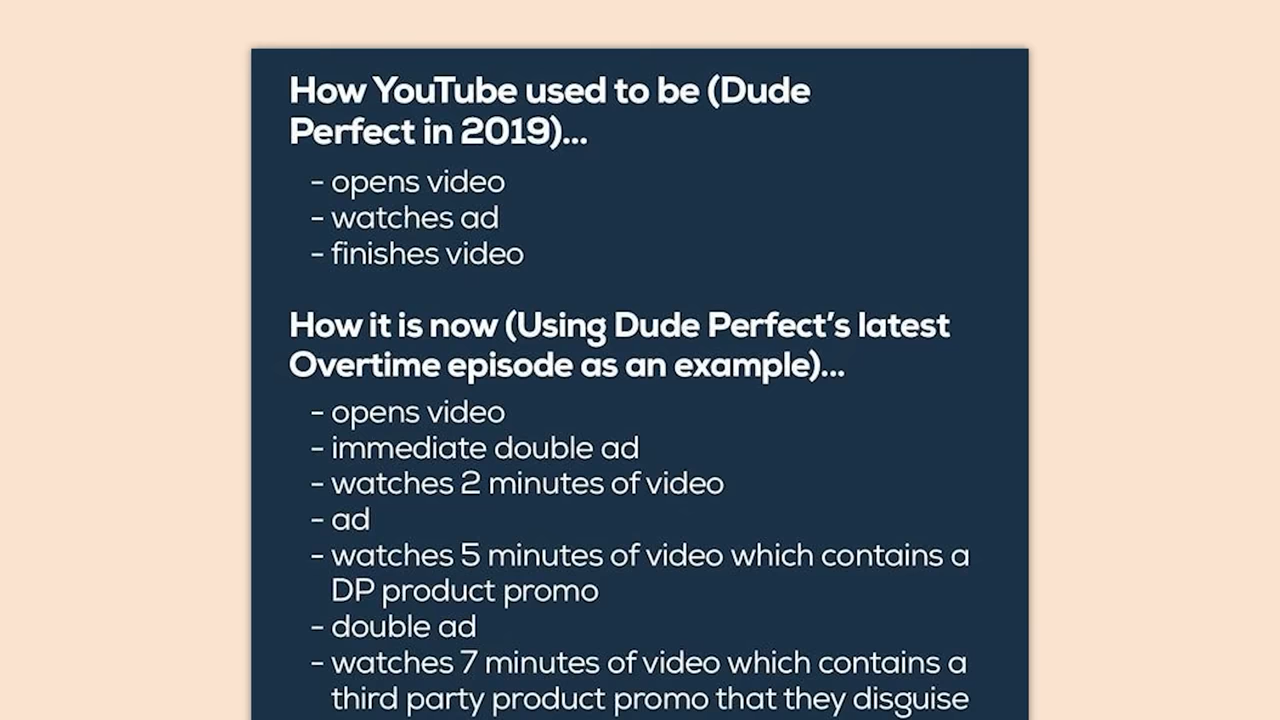 How YouTube used to be (Dude
Perfect in 2019)...
- opens video
- watches ad
- finishes video
How it is now (Using Dude Perfect’s latest
Overtime episode as an example)...
- opens video
- immediate double ad
- watches 2 minutes of video
- ad
- watches 5 minutes of video which contains a
DP product promo
- double ad
- watches 7 minutes of video which contains a
third party product promo that they disguise